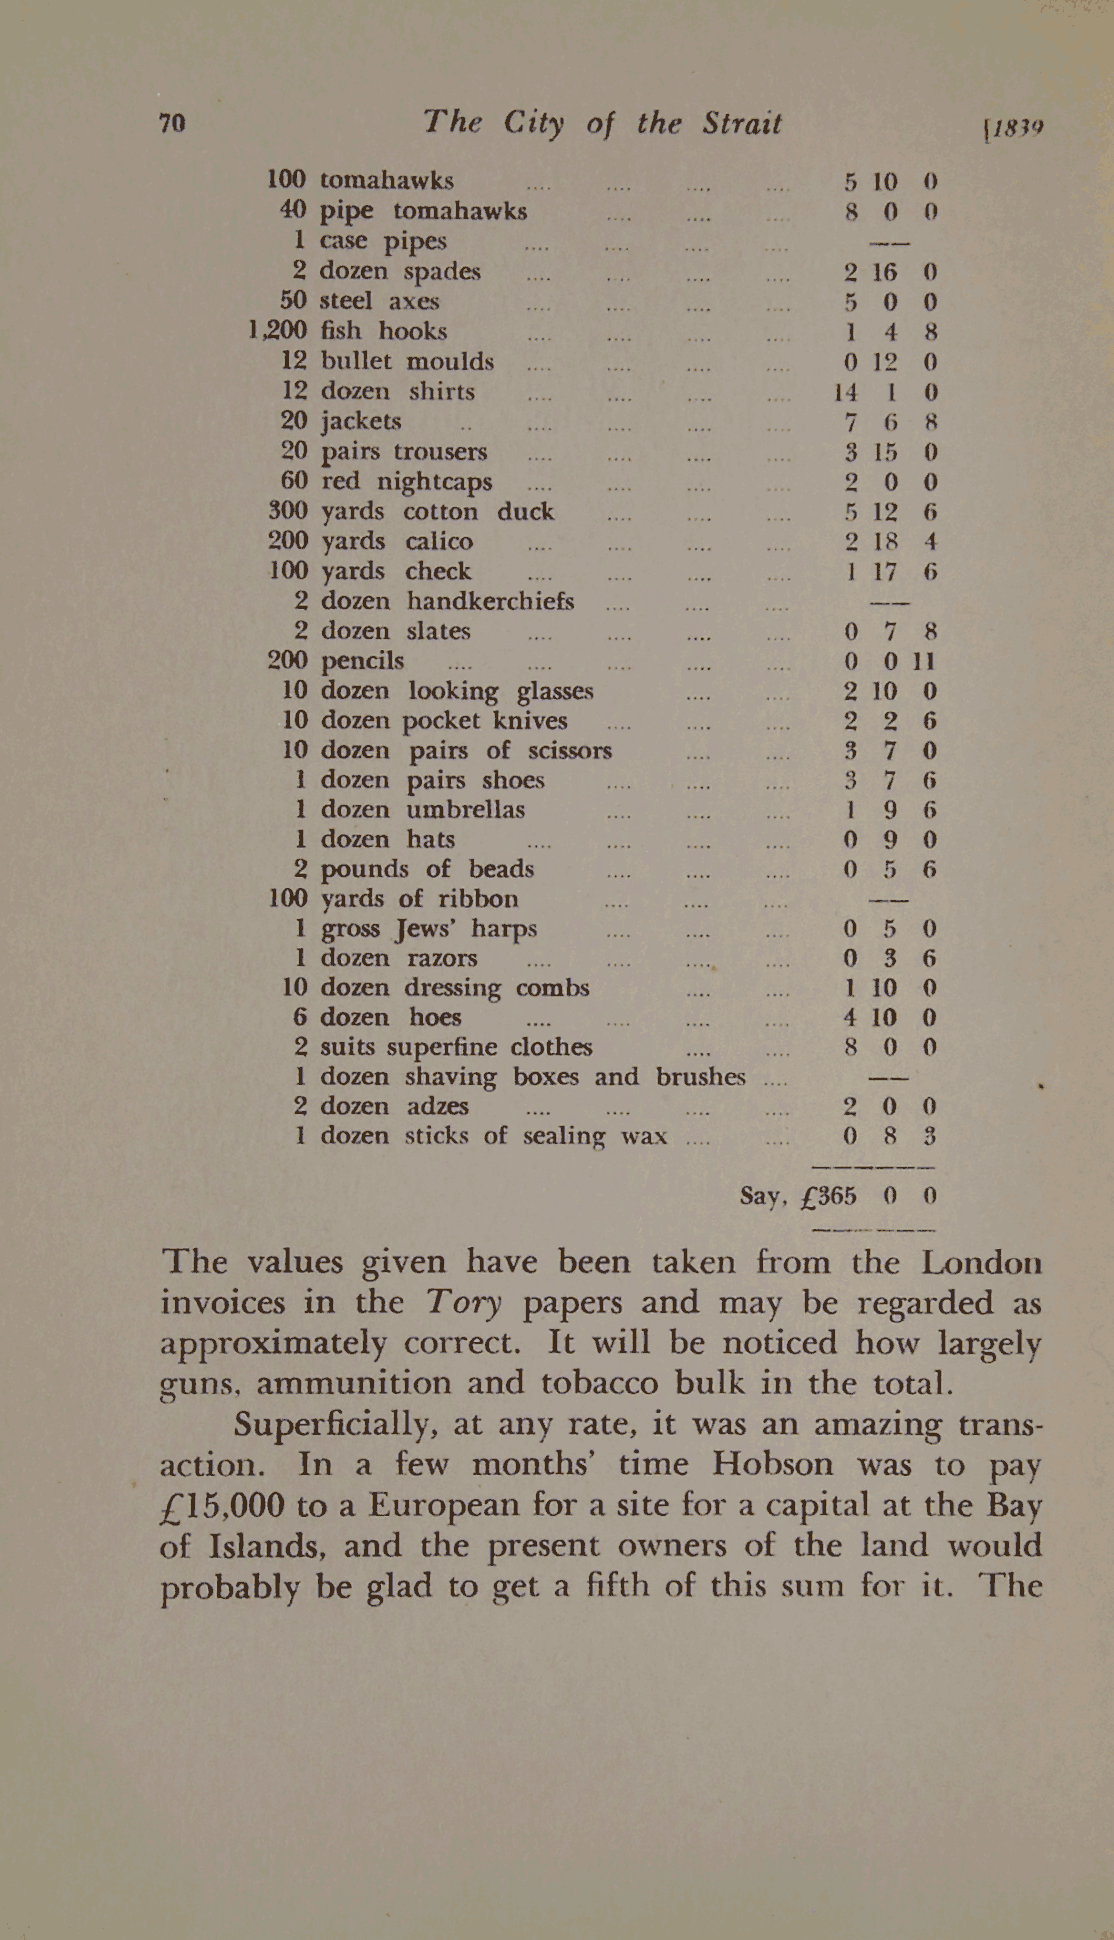 70 The City of the Strait [1839
100 tomahawks .... .... .... .... 5 10 0
40 pipe tomahawks .... .... .... 8 0 0
1 case pipes .... .... .... .... ——
2 dozen spades .... .... .... .... 2 16 0
50 steel axes .... .... .... .... 5 0 0
1,200 fish hooks .... .... .... .... 1 4 8
12 bullet moulds .... .... .... .... 0 12 0
12 dozen shirts .... .... .... .... 14 1 0
20 jackets .. .... .... .... .... 7 6 8
20 pairs trousers .... .... .... .... 3 15 0
60 red nightcaps .... .... .... .... 2 0 0
300 yards cotton duck .... .... .... 5 12 6
200 yards calico .... .... .... .... 2 18 4
100 yards check .... .... .... .... 1 17 6
2 dozen handkerchiefs .... .... .... ——
2 dozen slates .... .... .... .... 0 7 8
200 pencils .... .... .... .... .... 0 0 11
10 dozen looking glasses .... .... 2 10 0
10 dozen pocket knives .... .... .... 2 2 6
10 dozen pairs of scissors .... .... 3 7 0
1 dozen pairs shoes .... .... .... 3 7 6
1 dozen umbrellas .... .... .... 1 9 6
1 dozen hats .... .... .... .... 0 9 0
2 pounds of beads .... .... .... 0 5 6
100 yards of ribbon .... .... .... ——
1 gross Jews' harps .... .... .... 0 5 0
1 dozen razors .... .... .... .... 0 3 6
10 dozen dressing combs .... .... 1 10 0
6 dozen hoes .... .... .... .... 4 10 0
2 suits superfine clothes .... .... 8 0 0
1 dozen shaving boxes and brushes .... ——
2 dozen adzes .... .... .... .... 2 0 0
1 dozen sticks of sealing wax .... .... 0 8 3
Say, £365 0 0
The values given have been taken from the London
invoices in the Tory papers and may be regarded as
approximately correct. It will be noticed how largely
guns, ammunition and tobacco bulk in the total.
Superficially, at any rate, it was an amazing trans-
action. In a few months' time Hobson was to pay
£15,000 to a European for a site for a capital at the Bay
of Islands, and the present owners of the land would
probably be glad to get a fifth of this sum for it. The